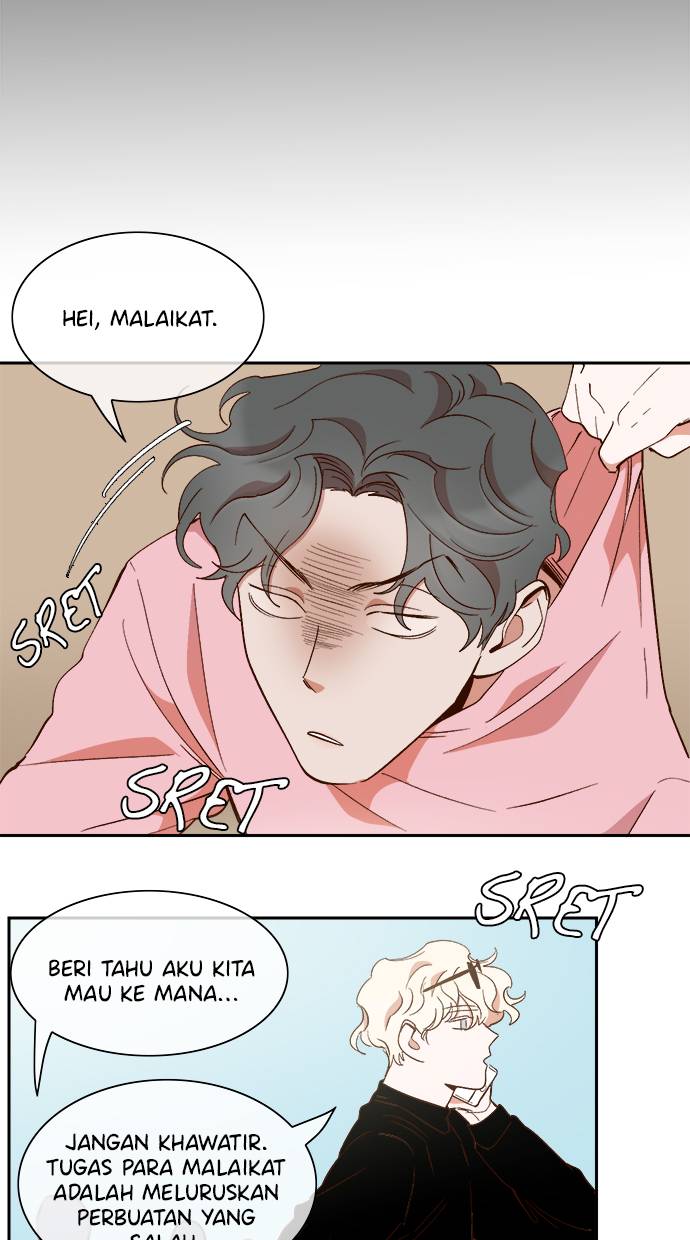 HEI, MALAIKAT.
SRET
SRET
SRET
BERI TAHU AKU KITA
MAU KE MANA...
JANGAN KHAWATIR.
TUGAS PARA MALAIKAT
ADALAH MELURUSKAN
PERBUATAN YANG
SALAH